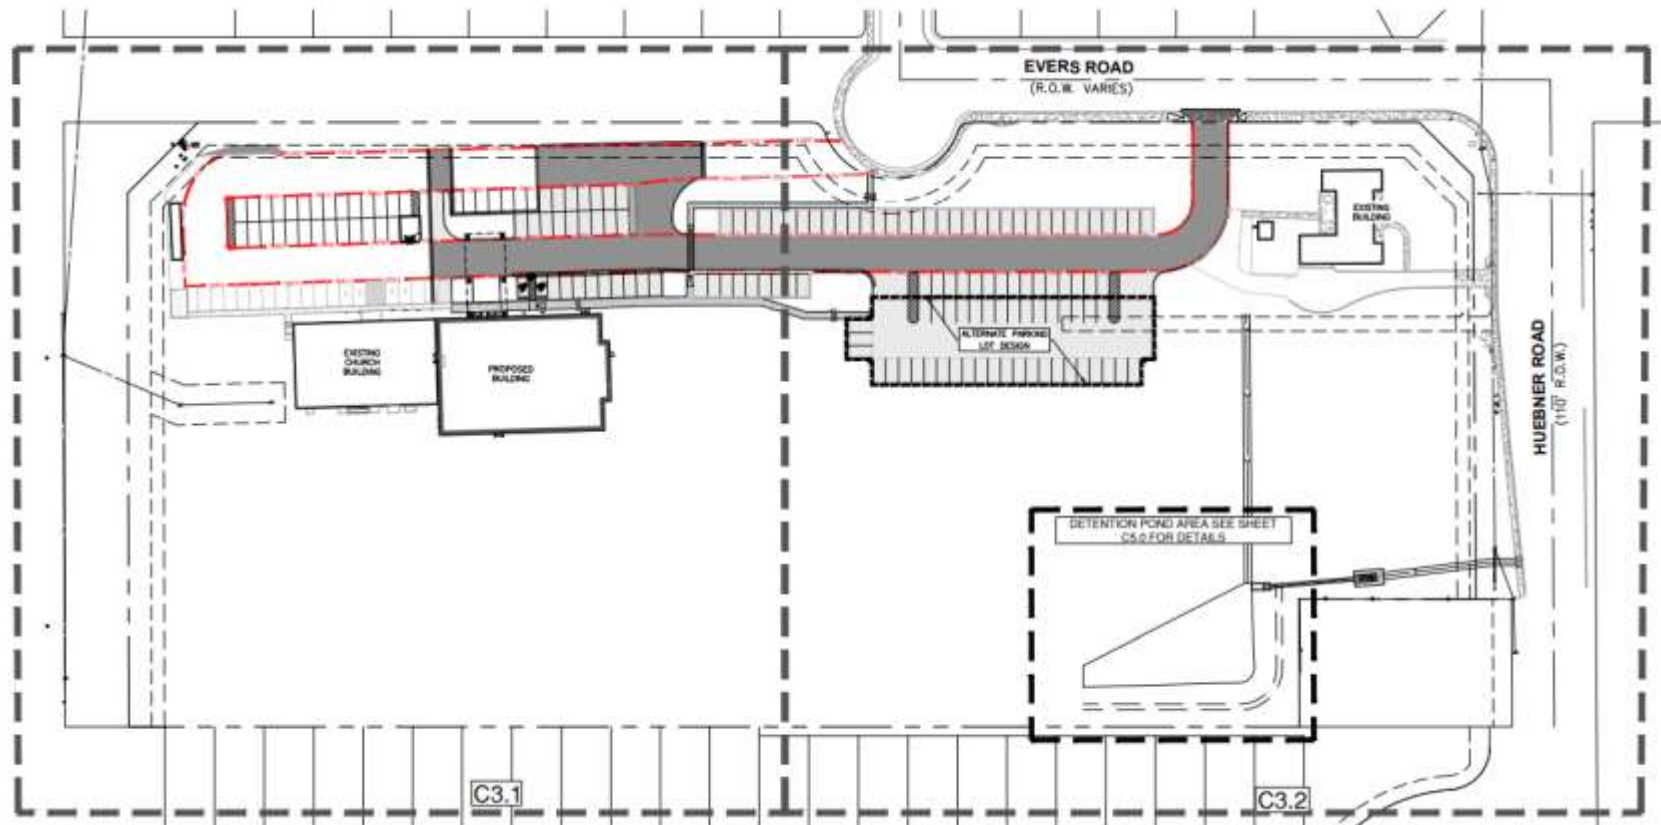 EVERS ROAD
(R.O.W. VARIES)
EXISTING
BUILDING
ALTERNATE PARKING
LOT DESIGN
EXISTING
CHURCH
BUILDING
PROPOSED
BUILDING
HUEBNER ROAD
(110' R.O.W.)
DETENTION POND AREA SEE SHEET
C5.0 FOR DETAILS
C3.1
C3.2